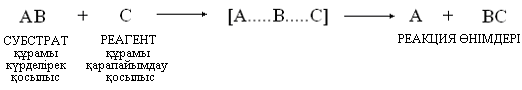 AB + C → [A.....B.....C] → A + BC
СУБСТРАТ РЕАГЕНТ РЕАКЦИЯ ӨНІМДЕРІ
құрамы құрамы
күрделірек қарапайымдау
қосылыс қосылыс